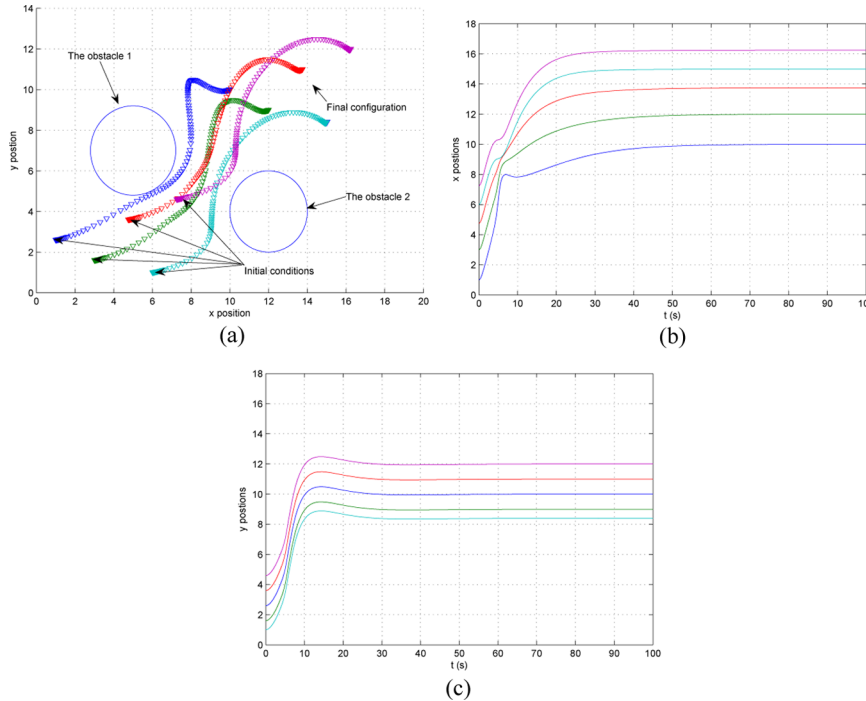 14
12
10
8
6
4
2
0
0 2 4 6 8 10 12 14 16 18 20
The obstacle 1
Final configuration
The obstacle 2
Initial conditions
y position
x position
(a)
18
16
14
12
10
8
6
4
2
0
0 10 20 30 40 50 60 70 80 90 100
x postions
t (s)
(b)
18
16
14
12
10
8
6
4
2
0
0 10 20 30 40 50 60 70 80 90 100
y postions
t (s)
(c)